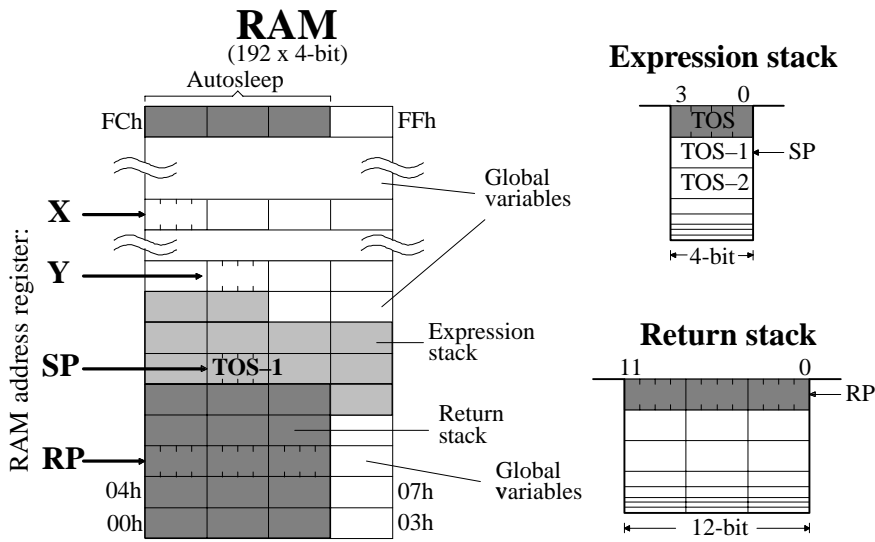 RAM
(192 x 4-bit)
Autosleep
FCh
FFh
Global
variables
X
Y
RAM address register:
SP
TOS–1
Expression
stack
Return
stack
RP
04h
07h
Global
variables
00h
03h
Expression stack
3 0
TOS
TOS–1
SP
TOS–2
4-bit
Return stack
11 0
RP
12-bit